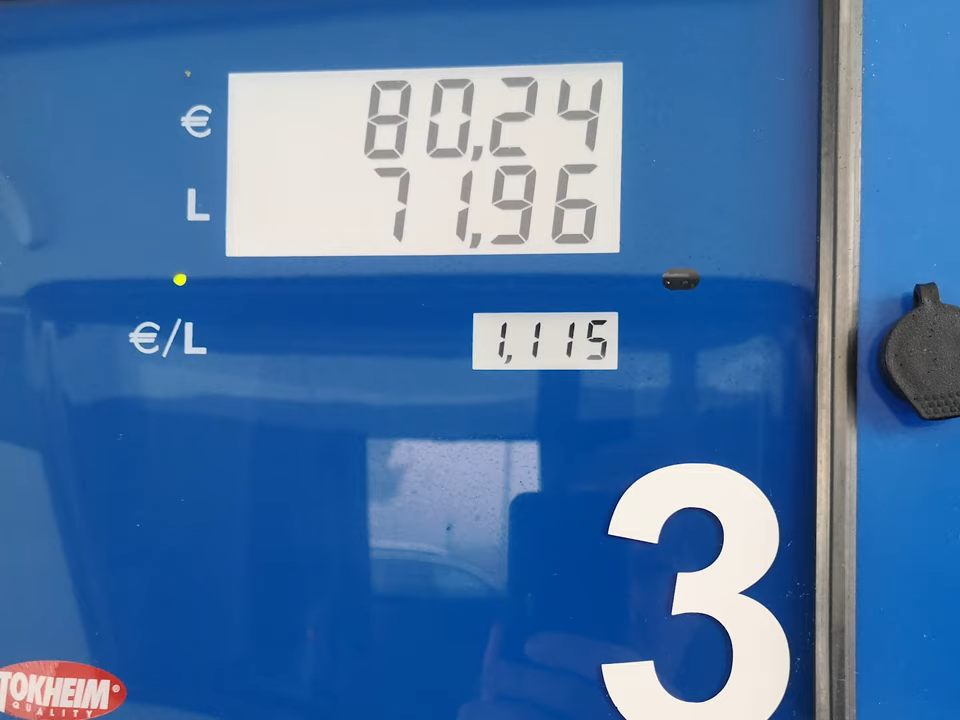 € 80,24
L 71,96
€/L 1,115
3
TOKHEIM®
QUALITY